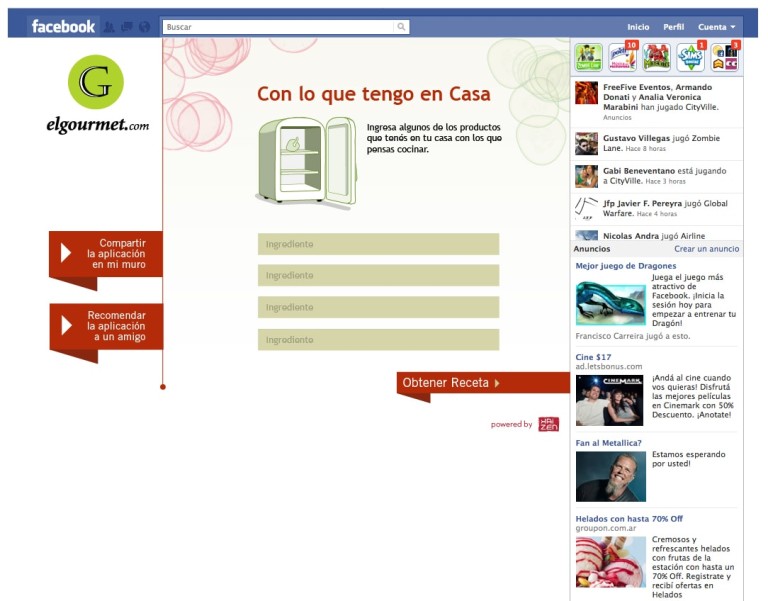 facebook
Buscar
Inicio Perfil Cuenta
G
elgourmet.com
Compartir
la aplicación
en mi muro
Recomendar
la aplicación
a un amigo
Con lo que tengo en Casa
Ingresa algunos de los productos
que tenés en tu casa con los que
pensas cocinar.
Ingrediente
Ingrediente
Ingrediente
Ingrediente
Obtener Receta
powered by
10
1
3
FreeFive Eventos, Armando
Donati y Analia Veronica
Marabini han jugado CityVille.
Anuncios
Gustavo Villegas jugó Zombie
Lane. Hace 8 horas
Gabi Beneventano está jugando
a CityVille. Hace 3 horas
Jfp Javier F. Pereyra jugó Global
Warfare. Hace 4 horas
Nicolas Andra jugó Airline
Anuncios Crear un anuncio
Mejor juego de Dragones
Juega el juego más
atractivo de
Facebook. ¡Inicia la
sesión hoy para
empezar a entrenar tu
Dragón!
Francisco Carreira jugó a esto.
Cine $17
ad.letsbonus.com
CINEMARK
¡Andá al cine cuando
vos quieras! Disfrutá
las mejores películas
en Cinemark con 50%
Descuento. ¡Anotate!
Fan al Metallica?
Estamos esperando
por usted!
Helados con hasta 70% Off
groupon.com.ar
Cremosos y
refrescantes helados
con frutas de la
estación con hasta un
70% Off. Registrate y
recibí ofertas en
Helados